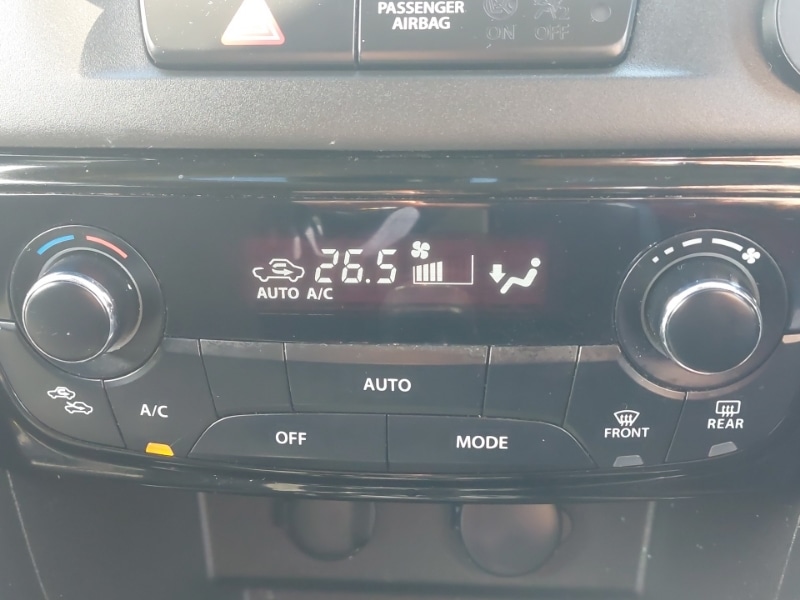 PASSENGER
AIRBAG
ON OFF
26.5
AUTO A/C
AUTO
A/C
OFF
MODE
FRONT
REAR